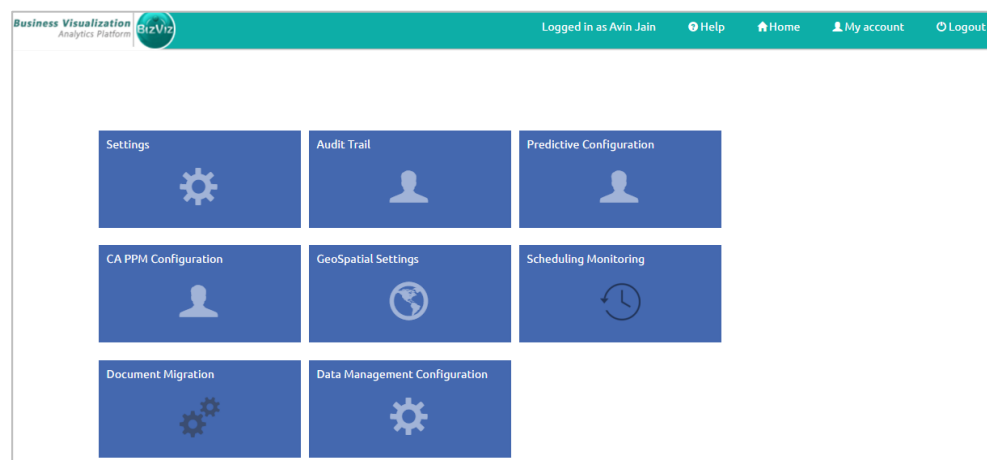 Business Visualization
Analytics Platform
BizViz
Logged in as Avin Jain
Help
Home
My account
Logout
Settings
Audit Trail
Predictive Configuration
CA PPM Configuration
GeoSpatial Settings
Scheduling Monitoring
Document Migration
Data Management Configuration